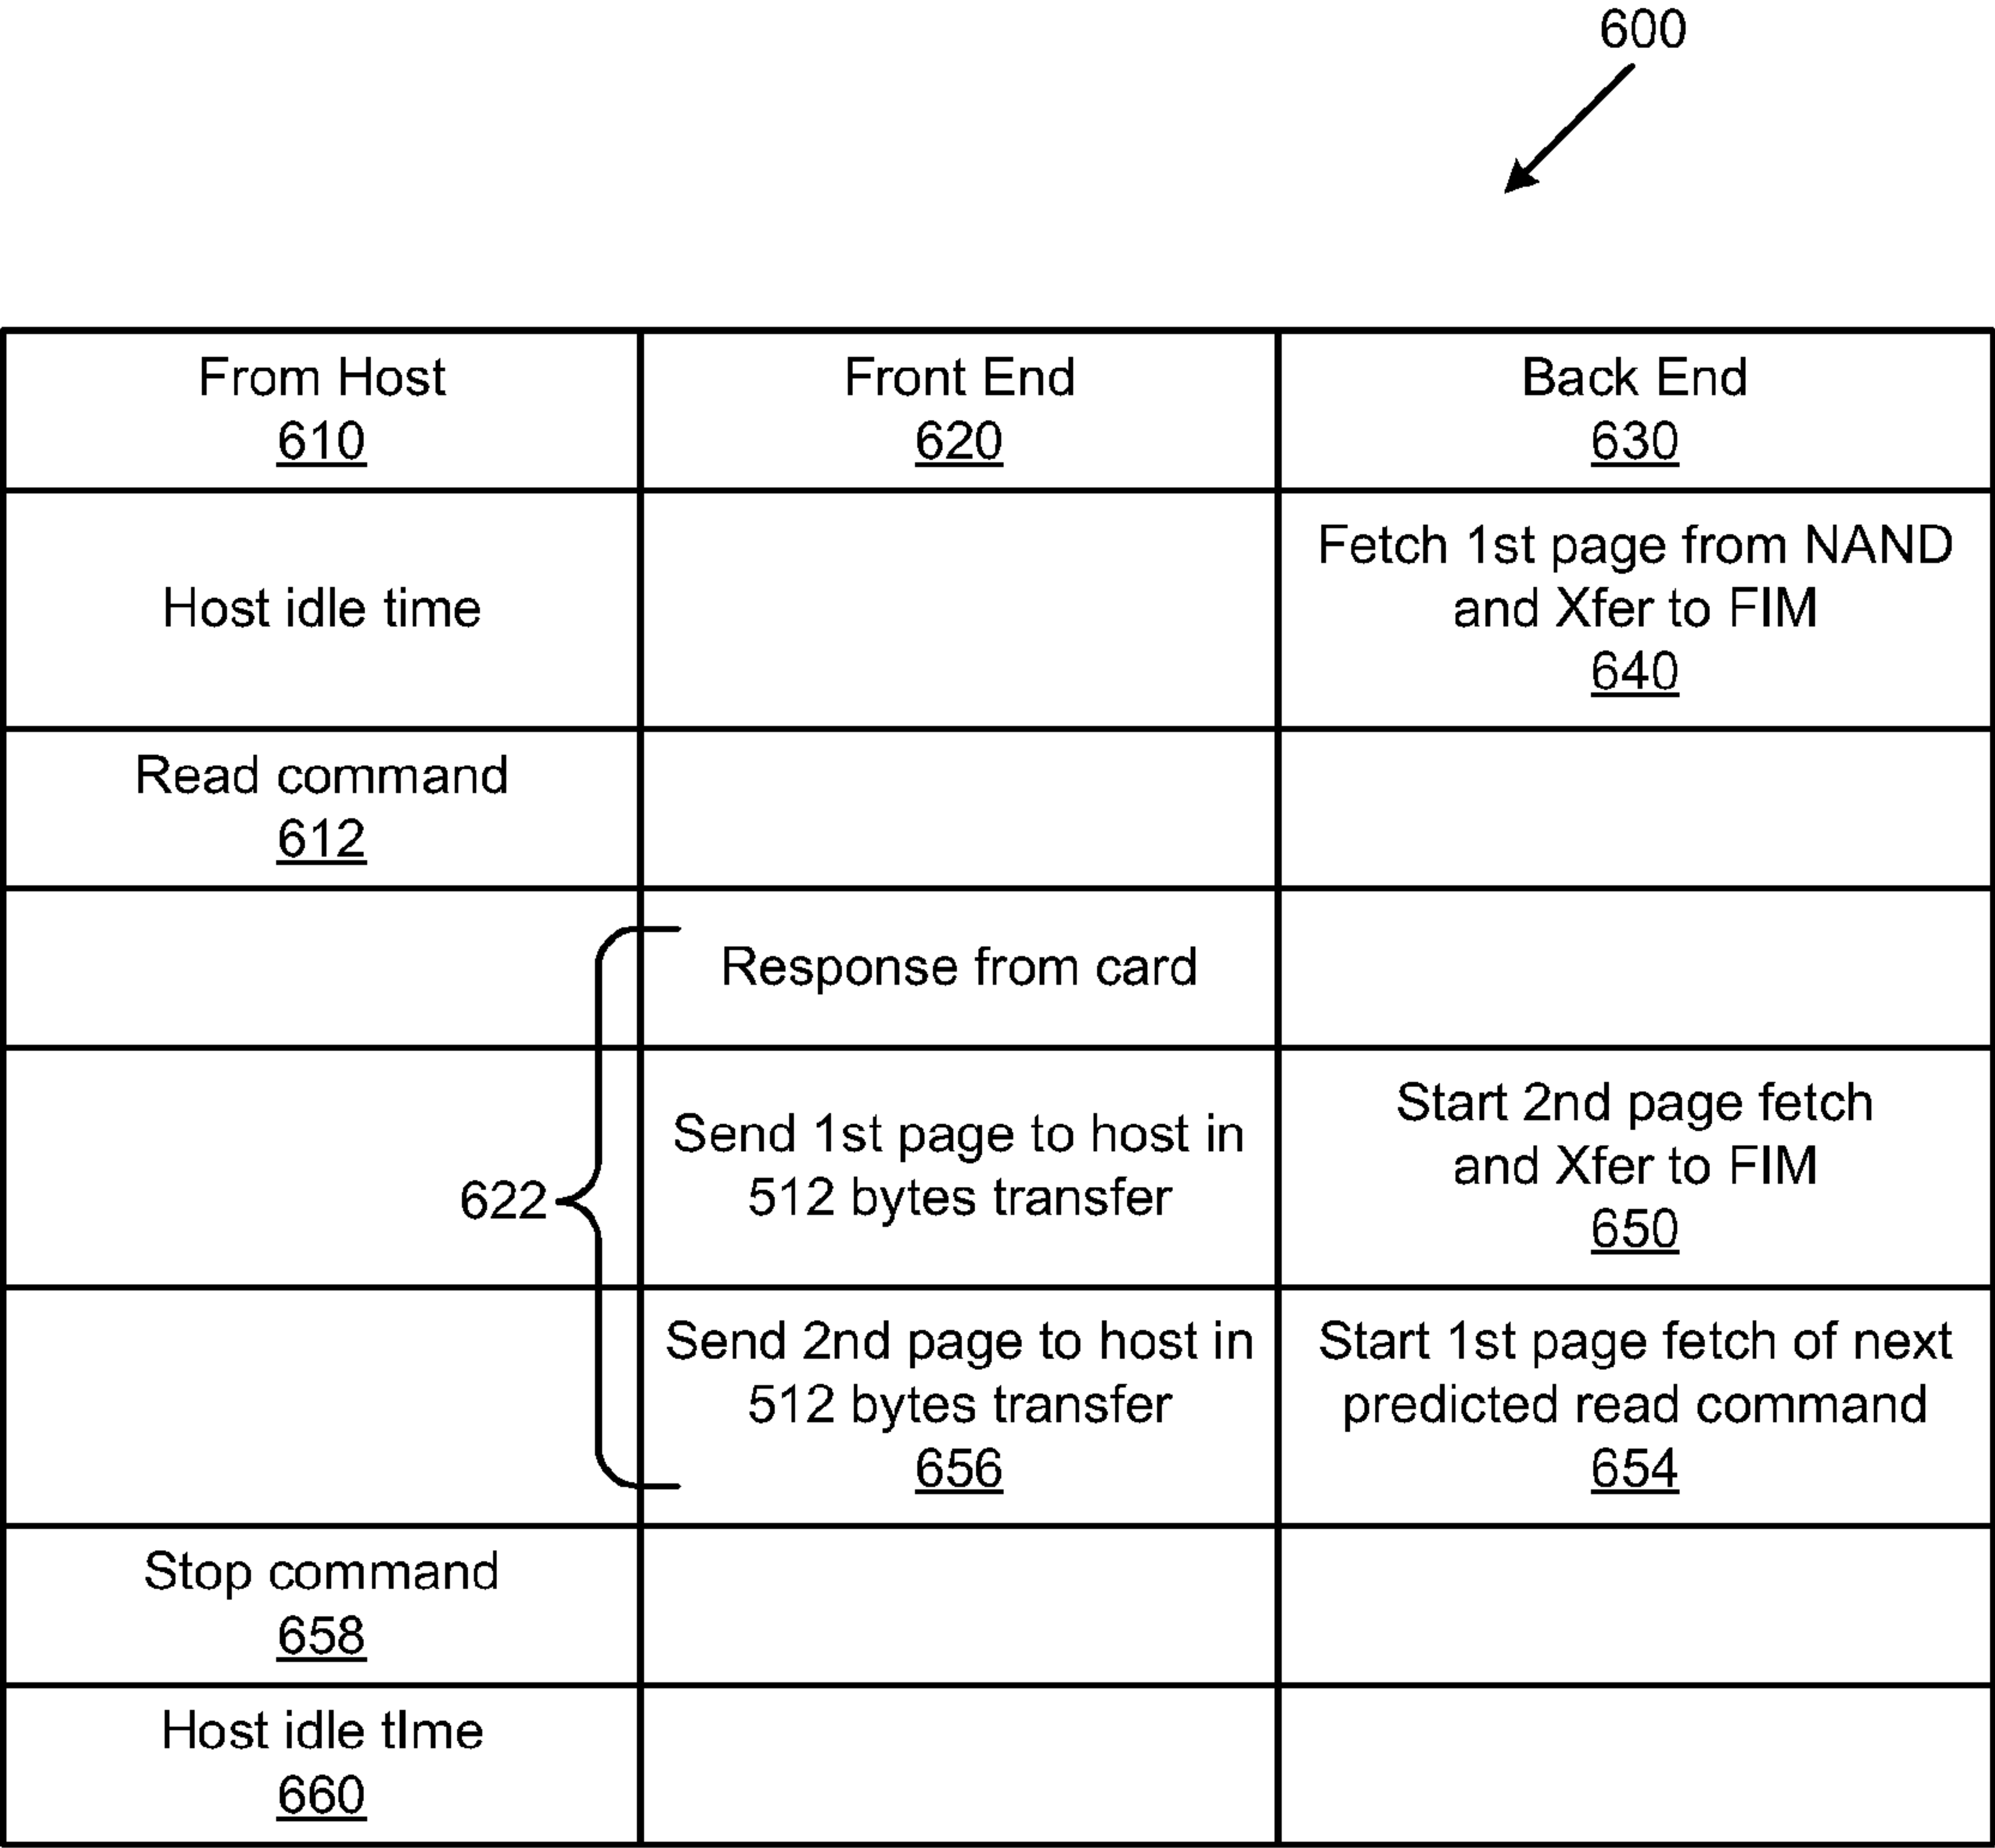 600
From Host
610
Front End
620
Back End
630
Host idle time
Fetch 1st page from NAND
and Xfer to FIM
640
Read command
612
Response from card
622
Send 1st page to host in
512 bytes transfer
Start 2nd page fetch
and Xfer to FIM
650
Send 2nd page to host in
512 bytes transfer
656
Start 1st page fetch of next
predicted read command
654
Stop command
658
Host idle tIme
660